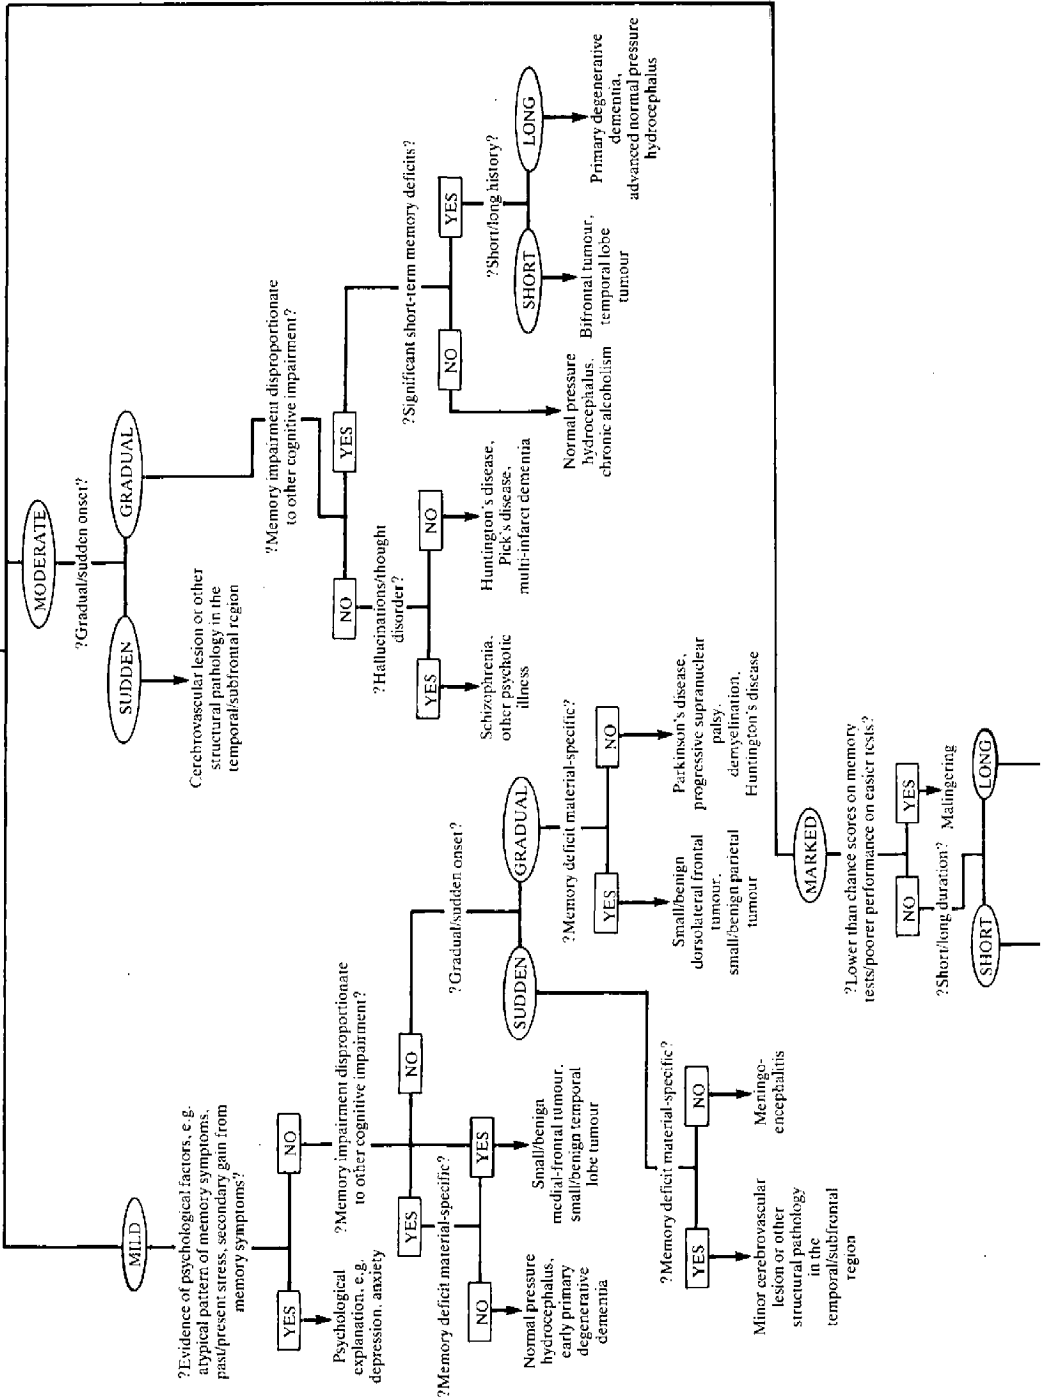 MILD
?Evidence of psychological factors, e.g.
atypical pattern of memory symptoms,
past/present stress, secondary gain from
memory symptoms?
YES
NO
Psychological
explanation, e.g.
depression, anxiety
?Memory impairment disproportionate
to other cognitive impairment?
YES
NO
?Memory deficit material-specific?
NO
YES
Normal pressure
hydrocephalus,
early primary
degenerative
dementia
Small/benign
medial-frontal tumour,
small/benign temporal
lobe tumour
?Gradual/sudden onset?
SUDDEN
GRADUAL
?Memory deficit material-specific?
YES
NO
Minor cerebrovascular
lesion or other
structural pathology
in the
temporal/subfrontal
region
Meningo-
encephalitis
?Memory deficit material-specific?
YES
NO
Small/benign
dorsolateral frontal
tumour,
small/benign parietal
tumour
Parkinson's disease,
progressive supranuclear
palsy,
demyelination,
Huntington's disease
MODERATE
?Gradual/sudden onset?
SUDDEN
GRADUAL
Cerebrovascular lesion or other
structural pathology in the
temporal/subfrontal region
?Memory impairment disproportionate
to other cognitive impairment?
NO
YES
?Hallucinations/thought
disorder?
YES
NO
Schizophrenia,
other psychotic
illness
Huntington's disease,
Pick's disease,
multi-infarct dementia
?Significant short-term memory deficits?
NO
YES
Normal pressure
hydrocephalus,
chronic alcoholism
?Short/long history?
SHORT
LONG
Bifrontal tumour,
temporal lobe
tumour
Primary degenerative
dementia,
advanced normal pressure
hydrocephalus
MARKED
?Lower than chance scores on memory
tests/poorer performance on easier tests?
NO
YES
?Short/long duration?
Malingering
SHORT
LONG